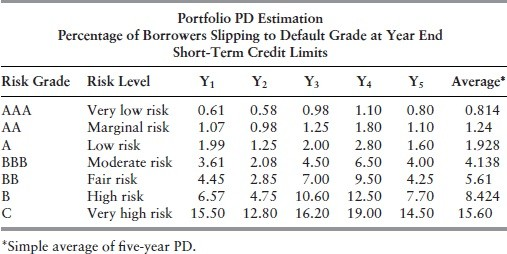 Portfolio PD Estimation
Percentage of Borrowers Slipping to Default Grade at Year End
Short-Term Credit Limits
Risk Grade Risk Level Y1 Y2 Y3 Y4 Y5 Average*
AAA Very low risk 0.61 0.58 0.98 1.10 0.80 0.814
AA Marginal risk 1.07 0.98 1.25 1.80 1.10 1.24
A Low risk 1.99 1.25 2.00 2.80 1.60 1.928
BBB Moderate risk 3.61 2.08 4.50 6.50 4.00 4.138
BB Fair risk 4.45 2.85 7.00 9.50 4.25 5.61
B High risk 6.57 4.75 10.60 12.50 7.70 8.424
C Very high risk 15.50 12.80 16.20 19.00 14.50 15.60
*Simple average of five-year PD.